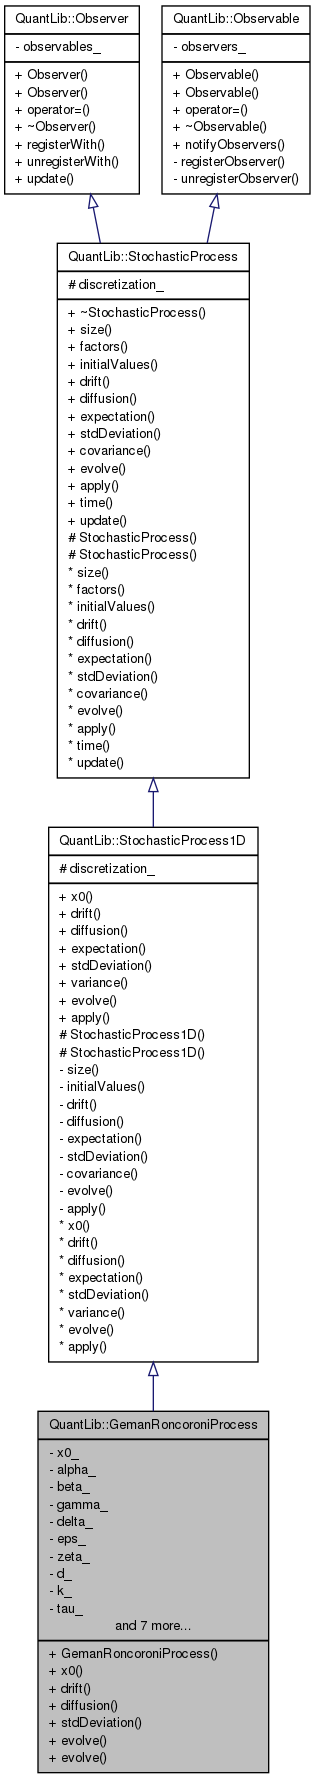 QuantLib::Observer
- observables_
+ Observer()
+ Observer()
+ operator=()
+ ~Observer()
+ registerWith()
+ unregisterWith()
+ update()
QuantLib::Observable
- observers_
+ Observable()
+ Observable()
+ operator=()
+ ~Observable()
+ notifyObservers()
- registerObserver()
- unregisterObserver()
QuantLib::StochasticProcess
# discretization_
+ ~StochasticProcess()
+ size()
+ factors()
+ initialValues()
+ drift()
+ diffusion()
+ expectation()
+ stdDeviation()
+ covariance()
+ evolve()
+ apply()
+ time()
+ update()
# StochasticProcess()
# StochasticProcess()
* size()
* factors()
* initialValues()
* drift()
* diffusion()
* expectation()
* stdDeviation()
* covariance()
* evolve()
* apply()
* time()
* update()
QuantLib::StochasticProcess1D
# discretization_
+ x0()
+ drift()
+ diffusion()
+ expectation()
+ stdDeviation()
+ variance()
+ evolve()
+ apply()
# StochasticProcess1D()
# StochasticProcess1D()
- size()
- initialValues()
- drift()
- diffusion()
- expectation()
- stdDeviation()
- covariance()
- evolve()
- apply()
* x0()
* drift()
* diffusion()
* expectation()
* stdDeviation()
* variance()
* evolve()
* apply()
QuantLib::GemanRoncoroniProcess
- x0_
- alpha_
- beta_
- gamma_
- delta_
- eps_
- zeta_
- d_
- k_
- tau_
and 7 more...
+ GemanRoncoroniProcess()
+ x0()
+ drift()
+ diffusion()
+ stdDeviation()
+ evolve()
+ evolve()